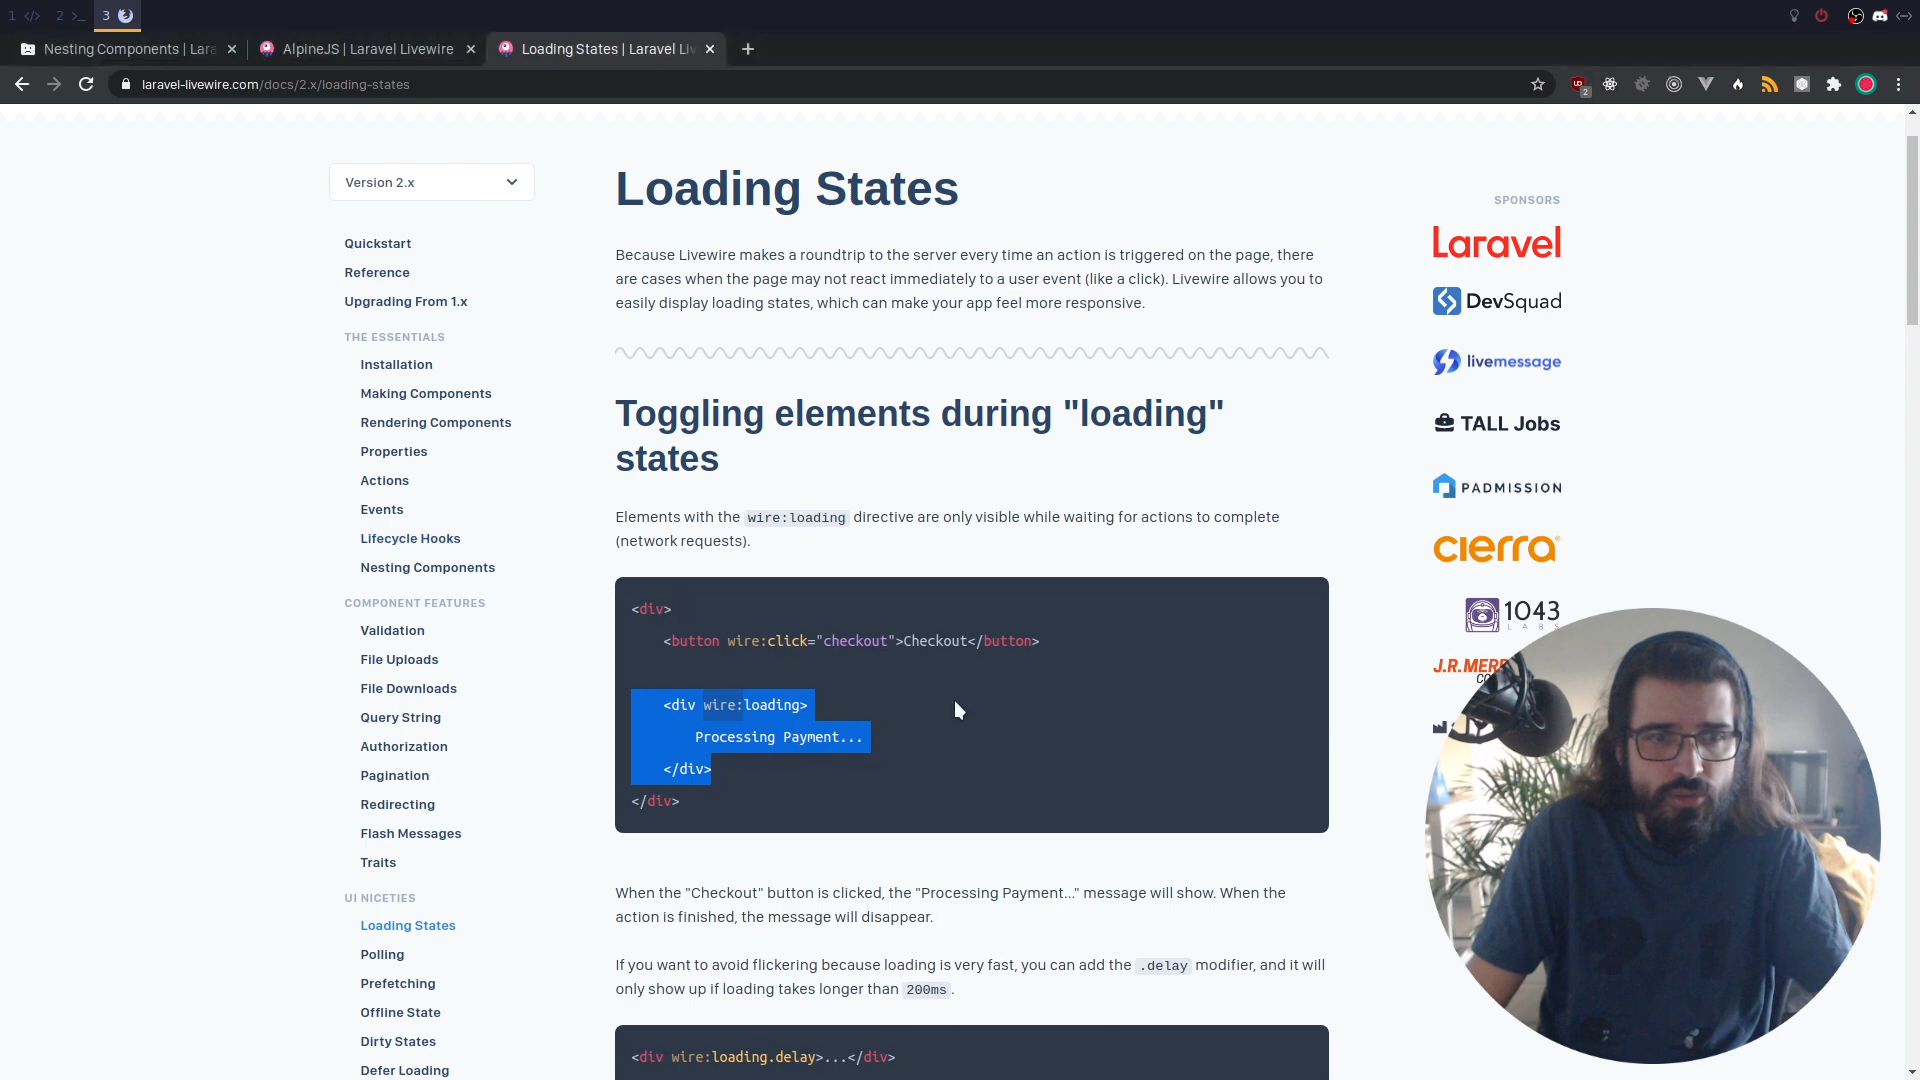 1
2
3
Nesting Components | Lara
AlpineJS | Laravel Livewire
Loading States | Laravel Liv
laravel-livewire.com/docs/2.x/loading-states
2
Version 2.x
Quickstart
Reference
Upgrading From 1.x
THE ESSENTIALS
Installation
Making Components
Rendering Components
Properties
Actions
Events
Lifecycle Hooks
Nesting Components
COMPONENT FEATURES
Validation
File Uploads
File Downloads
Query String
Authorization
Pagination
Redirecting
Flash Messages
Traits
UI NICETIES
Loading States
Polling
Prefetching
Offline State
Dirty States
Defer Loading
Loading States
Because Livewire makes a roundtrip to the server every time an action is triggered on the page, there
are cases when the page may not react immediately to a user event (like a click). Livewire allows you to
easily display loading states, which can make your app feel more responsive.
Toggling elements during "loading"
states
Elements with the wire:loading directive are only visible while waiting for actions to complete
(network requests).
<div>
<button wire:click="checkout">Checkout</button>
<div wire:loading>
Processing Payment...
</div>
</div>
When the "Checkout" button is clicked, the "Processing Payment..." message will show. When the
action is finished, the message will disappear.
If you want to avoid flickering because loading is very fast, you can add the .delay modifier, and it will
only show up if loading takes longer than 200ms.
<div wire:loading.delay>...</div>
SPONSORS
Laravel
DevSquad
livemessage
TALL Jobs
PADMISSION
cierra
1043
LABS
J.R.MER